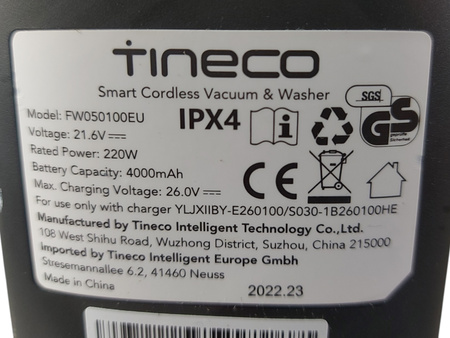 TINECO
Smart Cordless Vacuum & Washer
Model: FW050100EU
Voltage: 21.6V⎓
IPX4
SGS
GS
Rated Power: 220W
Battery Capacity: 4000mAh
Max. Charging Voltage: 26.0V⎓
CE
For use only with charger YLJXIIBY-E260100/S030-1B260100HE
Manufactured by Tineco Intelligent Technology Co.,Ltd.
108 West Shihu Road, Wuzhong District, Suzhou, China 215000
Imported by Tineco Intelligent Europe GmbH
Stresemannallee 6.2, 41460 Neuss
Made in China
2022.23